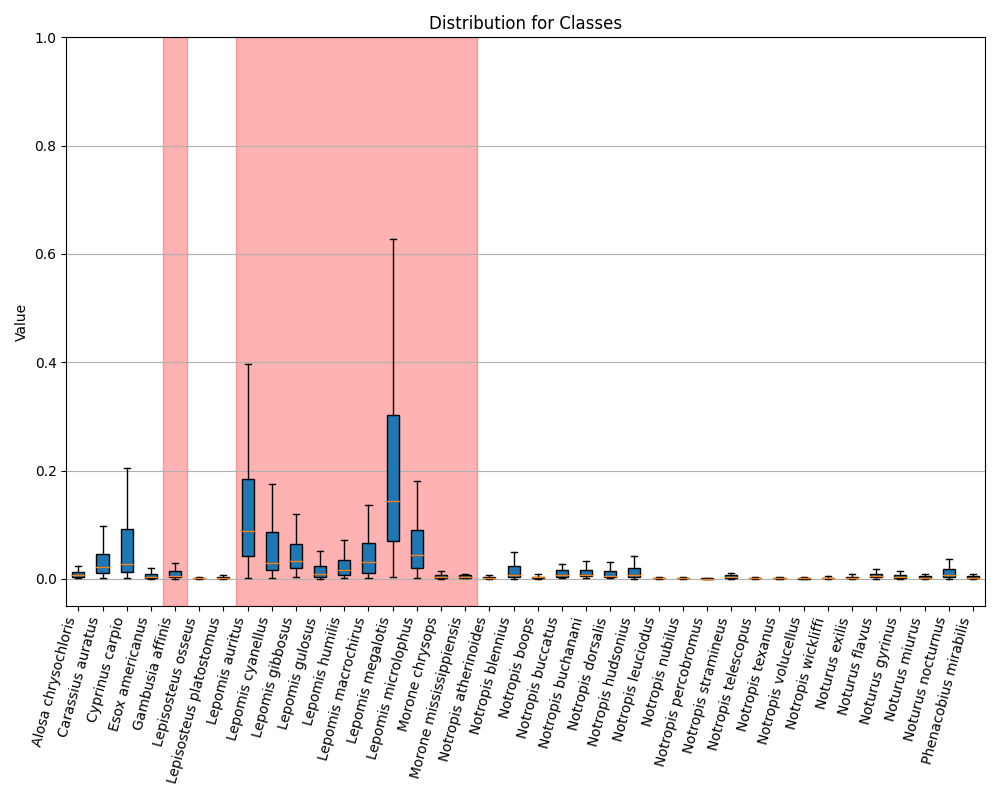 Distribution for Classes
Value
1.0
0.8
0.6
0.4
0.2
0.0
Alosa chrysochloris
Carassius auratus
Cyprinus carpio
Esox americanus
Gambusia affinis
Lepisosteus osseus
Lepisosteus platostomus
Lepomis auritus
Lepomis cyanellus
Lepomis gibbosus
Lepomis gulosus
Lepomis humilis
Lepomis macrochirus
Lepomis megalotis
Lepomis microlophus
Morone chrysops
Morone mississippiensis
Notropis atherinoides
Notropis blennius
Notropis boops
Notropis buccatus
Notropis buchanani
Notropis dorsalis
Notropis hudsonius
Notropis leuciodus
Notropis nubilus
Notropis percobromus
Notropis stramineus
Notropis telescopus
Notropis texanus
Notropis volucellus
Notropis wickliffi
Noturus exilis
Noturus flavus
Noturus gyrinus
Noturus miurus
Noturus nocturnus
Phenacobius mirabilis